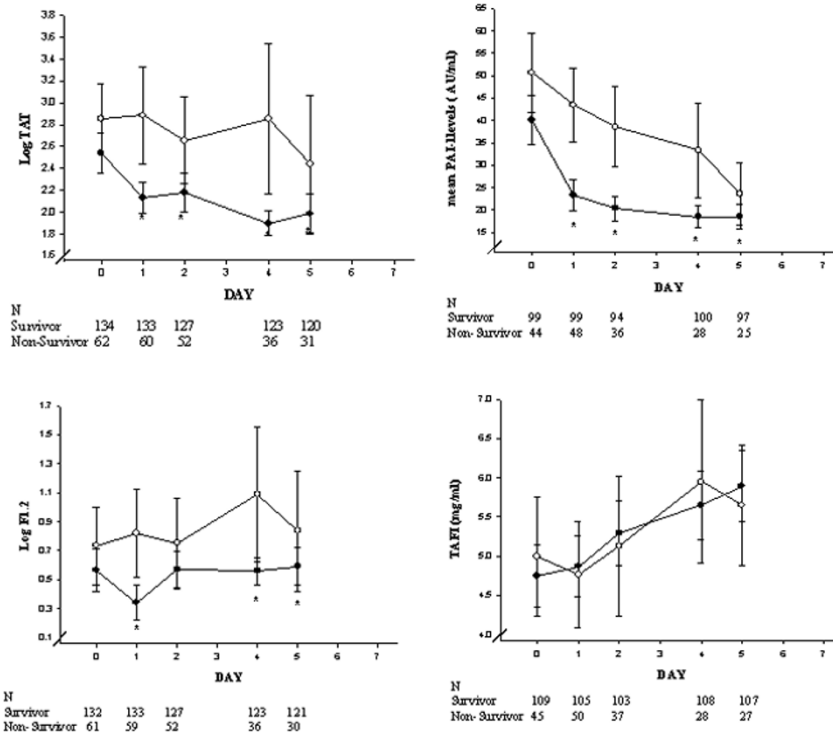 3.8
3.6
3.4
3.2
3.0
2.8
2.6
2.4
2.2
2.0
1.8
1.6
Log TAT
* * * *
0 1 2 3 4 5 6 7
DAY
N
Survivor 134 133 127 123 120
Non-Survivor 62 60 52 36 31
65
60
55
50
45
40
35
30
25
20
15
mean PAI-1levels ( AU/ml)
* * * *
0 1 2 3 4 5 6 7
DAY
N
Survivor 99 99 94 100 97
Non- Survivor 44 48 36 28 25
1.7
1.5
1.3
1.1
0.9
0.7
0.5
0.3
0.1
Log F1.2
* * *
0 1 2 3 4 5 6 7
DAY
N
Survivor 132 133 127 123 121
Non- Survivor 61 59 52 36 30
7.0
6.5
6.0
5.5
5.0
4.5
4.0
TAFI (mg/ml)
0 1 2 3 4 5 6 7
DAY
N
Survivor 109 105 103 108 107
Non- Survivor 45 50 37 28 27